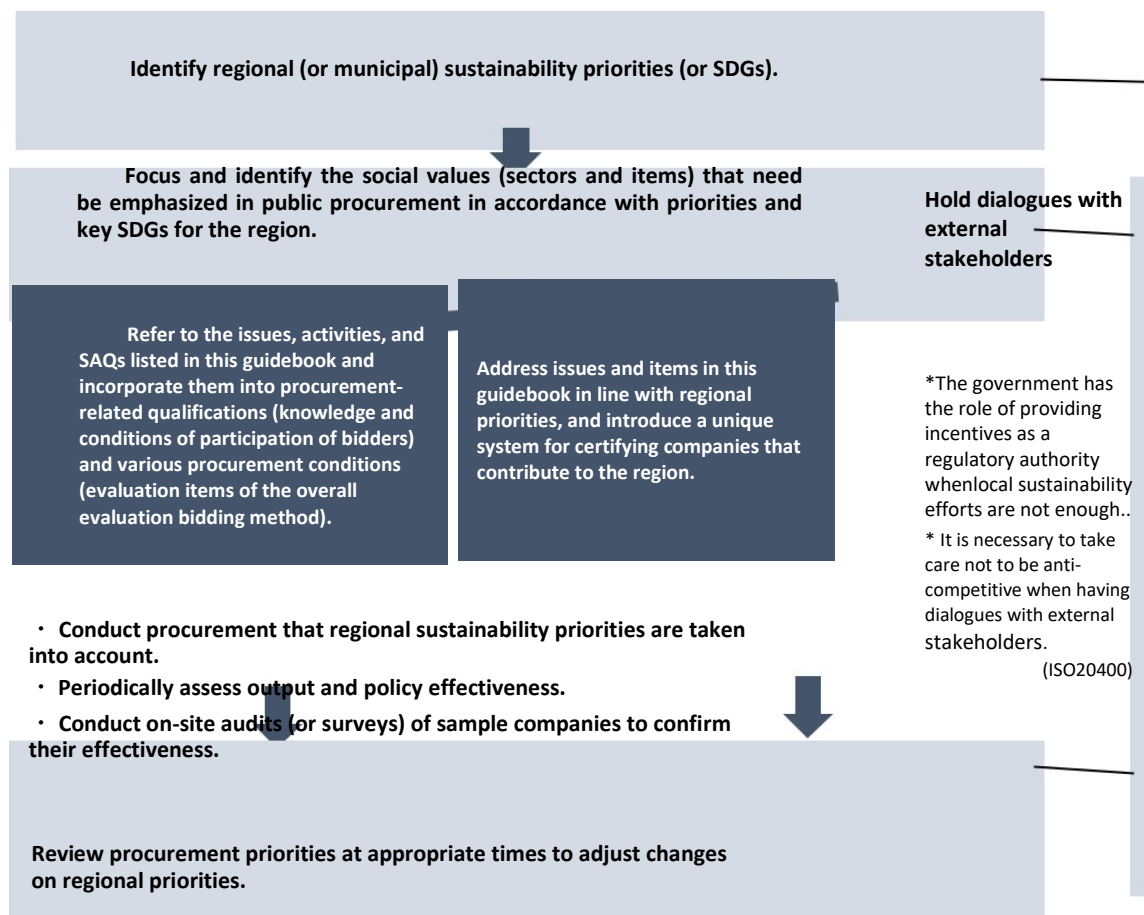 Identify regional (or municipal) sustainability priorities (or SDGs).
Focus and identify the social values (sectors and items) that need
be emphasized in public procurement in accordance with priorities and
key SDGs for the region.
Hold dialogues with
external
stakeholders
Refer to the issues, activities, and
SAQs listed in this guidebook and
incorporate them into procurement-
related qualifications (knowledge and
conditions of participation of bidders)
and various procurement conditions
(evaluation items of the overall
evaluation bidding method).
Address issues and items in this
guidebook in line with regional
priorities, and introduce a unique
system for certifying companies that
contribute to the region.
*The government has
the role of providing
incentives as a
regulatory authority
whenlocal sustainability
efforts are not enough..
* It is necessary to take
care not to be anti-
competitive when having
dialogues with external
stakeholders.
(ISO20400)
・ Conduct procurement that regional sustainability priorities are taken
into account.
・ Periodically assess output and policy effectiveness.
・ Conduct on-site audits (or surveys) of sample companies to confirm
their effectiveness.
Review procurement priorities at appropriate times to adjust changes
on regional priorities.